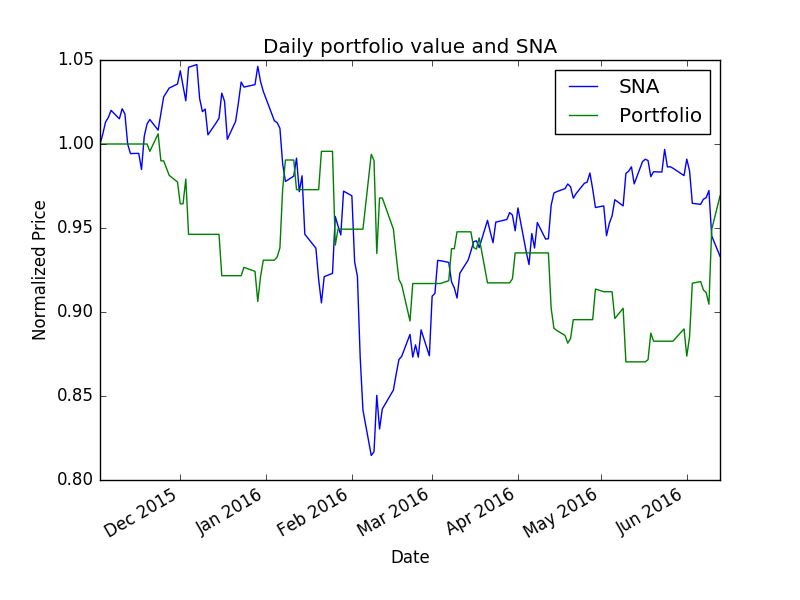 Daily portfolio value and SNA
SNA
Portfolio
1.05
1.00
0.95
0.90
0.85
0.80
Normalized Price
Dec 2015
Jan 2016
Feb 2016
Mar 2016
Apr 2016
May 2016
Jun 2016
Date